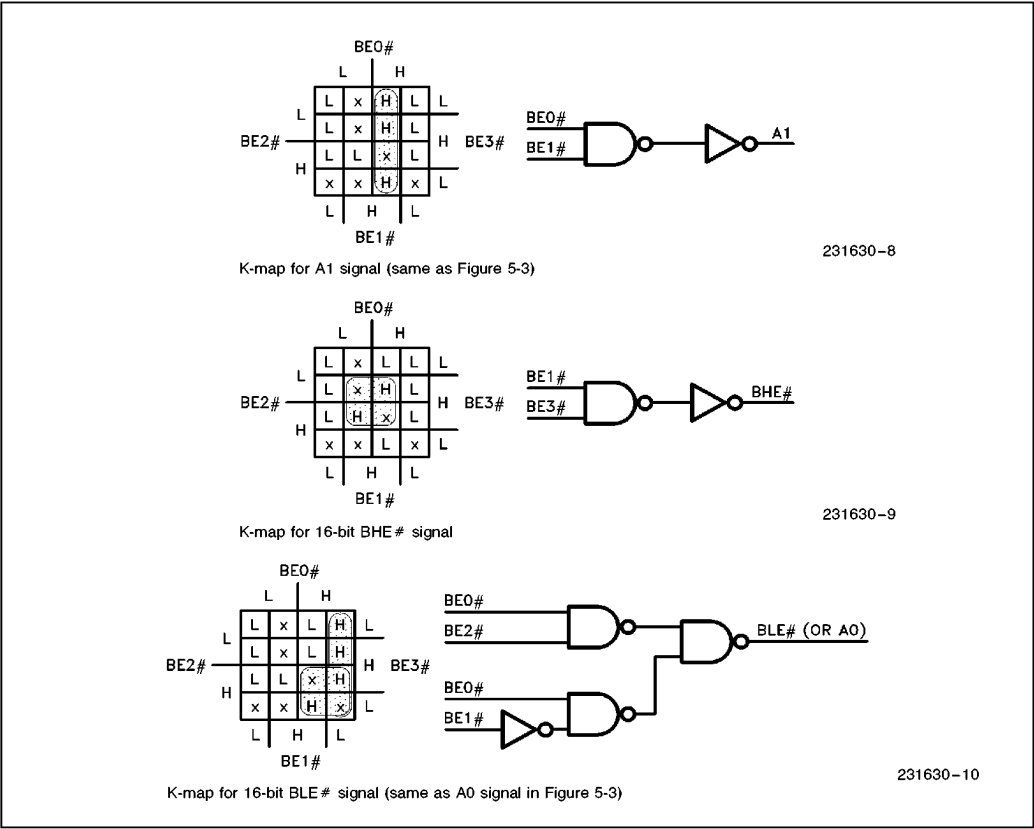 BE0#
L H
L x H L L
L
L x H L
BE2# H BE3#
L L x L
H
x x H x L
L H L
BE1#
BE0#
BE1#
A1
231630-8
K-map for A1 signal (same as Figure 5-3)
BE0#
L H
L x L L L
L
L x H L
BE2# H BE3#
L H x L
H
x x L x L
L H L
BE1#
BE1#
BE3#
BHE#
231630-9
K-map for 16-bit BHE# signal
BE0#
L H
L x L H L
L
L x L H
BE2# H BE3#
L L x H
H
x x H x L
L H L
BE1#
BE0#
BE2#
BE0#
BE1#
BLE# (OR A0)
231630-10
K-map for 16-bit BLE# signal (same as A0 signal in Figure 5-3)